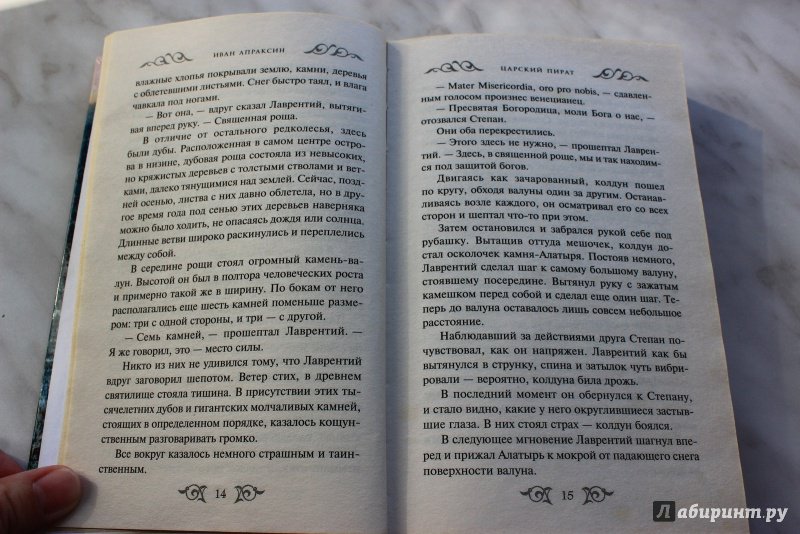 ИВАН АПРАКСИН
влажные хлопья покрывали землю, камни, деревья
с облетевшими листьями. Снег быстро таял, и влага
чавкала под ногами.
— Вот она, — вдруг сказал Лаврентий, вытяги-
вая вперед руку. — Священная роща.
В отличие от остального редколесья, здесь
были дубы. Расположенная в самом центре остро-
ва в низине, дубовая роща состояла из невысоких,
но кряжистых деревьев с толстыми стволами и вет-
вями, далеко тянущимися над землей. Сейчас, позд-
ней осенью, листва с них давно облетела, но в дру-
гое время года под сенью этих деревьев наверняка
можно было ходить, не опасаясь дождя или солнца.
Длинные ветви широко раскинулись и переплелись
между собой.
В середине рощи стоял огромный камень-ва-
лун. Высотой он был в полтора человеческих роста
и примерно такой же в ширину. По бокам от него
располагались еще шесть камней поменьше разме-
ром: три с одной стороны, и три — с другой.
— Семь камней, — прошептал Лаврентий. —
Я же говорил, это — место силы.
Никто из них не удивился тому, что Лаврентий
вдруг заговорил шепотом. Ветер стих, в древнем
святилище стояла тишина. В присутствии этих ты-
сячелетних дубов и гигантских молчаливых камней,
стоящих в определенном порядке, казалось кощун-
ственным разговаривать громко.
Все вокруг казалось немного страшным и таин-
ственным.
14
ЦАРСКИЙ ПИРАТ
— Mater Misericordia, oro pro nobis, — сдавлен-
ным голосом произнес венецианец.
— Пресвятая Богородица, моли Бога о нас, —
отозвался Степан.
Они оба перекрестились.
— Этого здесь не нужно, — прошептал Лаврен-
тий. — Здесь, в священной роще, мы и так находим-
ся под защитой богов.
Двигаясь как зачарованный, колдун пошел
по кругу, обходя валуны один за другим. Останав-
ливаясь возле каждого, он осматривал его со всех
сторон и шептал что-то при этом.
Затем остановился и забрался рукой себе под
рубашку. Вытащив оттуда мешочек, колдун до-
стал осколочек камня-Алатыря. Постояв немного,
Лаврентий сделал шаг к самому большому валуну,
стоявшему посередине. Вытянул руку с зажатым
камешком перед собой и сделал еще один шаг. Теперь
до валуна оставалось лишь совсем небольшое
расстояние.
Наблюдавший за действиями друга Степан по-
чувствовал, как он напряжен. Лаврентий как бы
вытянулся в струнку, спина и затылок чуть вибри-
ровали — вероятно, колдуна била дрожь.
В последний момент он обернулся к Степану,
и стало видно, какие у него округлившиеся застыв-
шие глаза. В них стоял страх — колдун боялся.
В следующее мгновение Лаврентий шагнул впе-
ред и прижал Алатырь к мокрой от падающего снега
поверхности валуна.
15
Лабиринт.ру